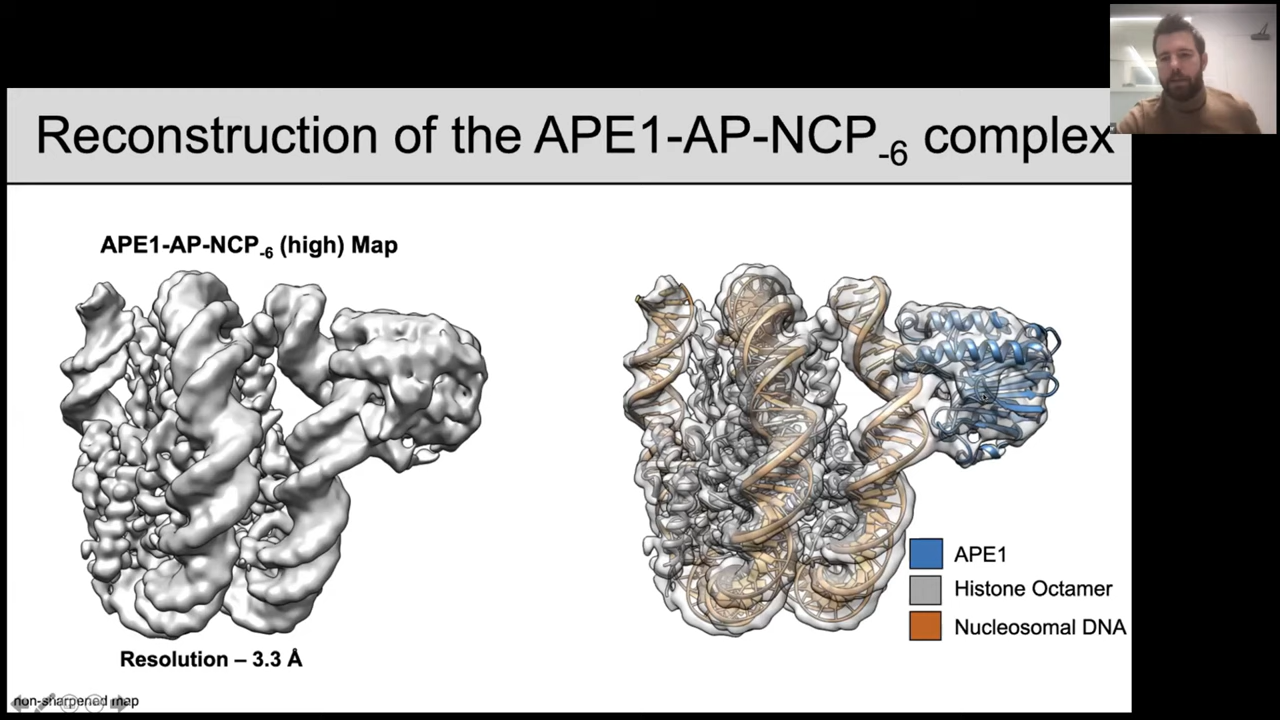 Reconstruction of the APE1-AP-NCP-6 complex
APE1-AP-NCP-6 (high) Map
APE1
Histone Octamer
Nucleosomal DNA
Resolution – 3.3 Å
non-sharpened map